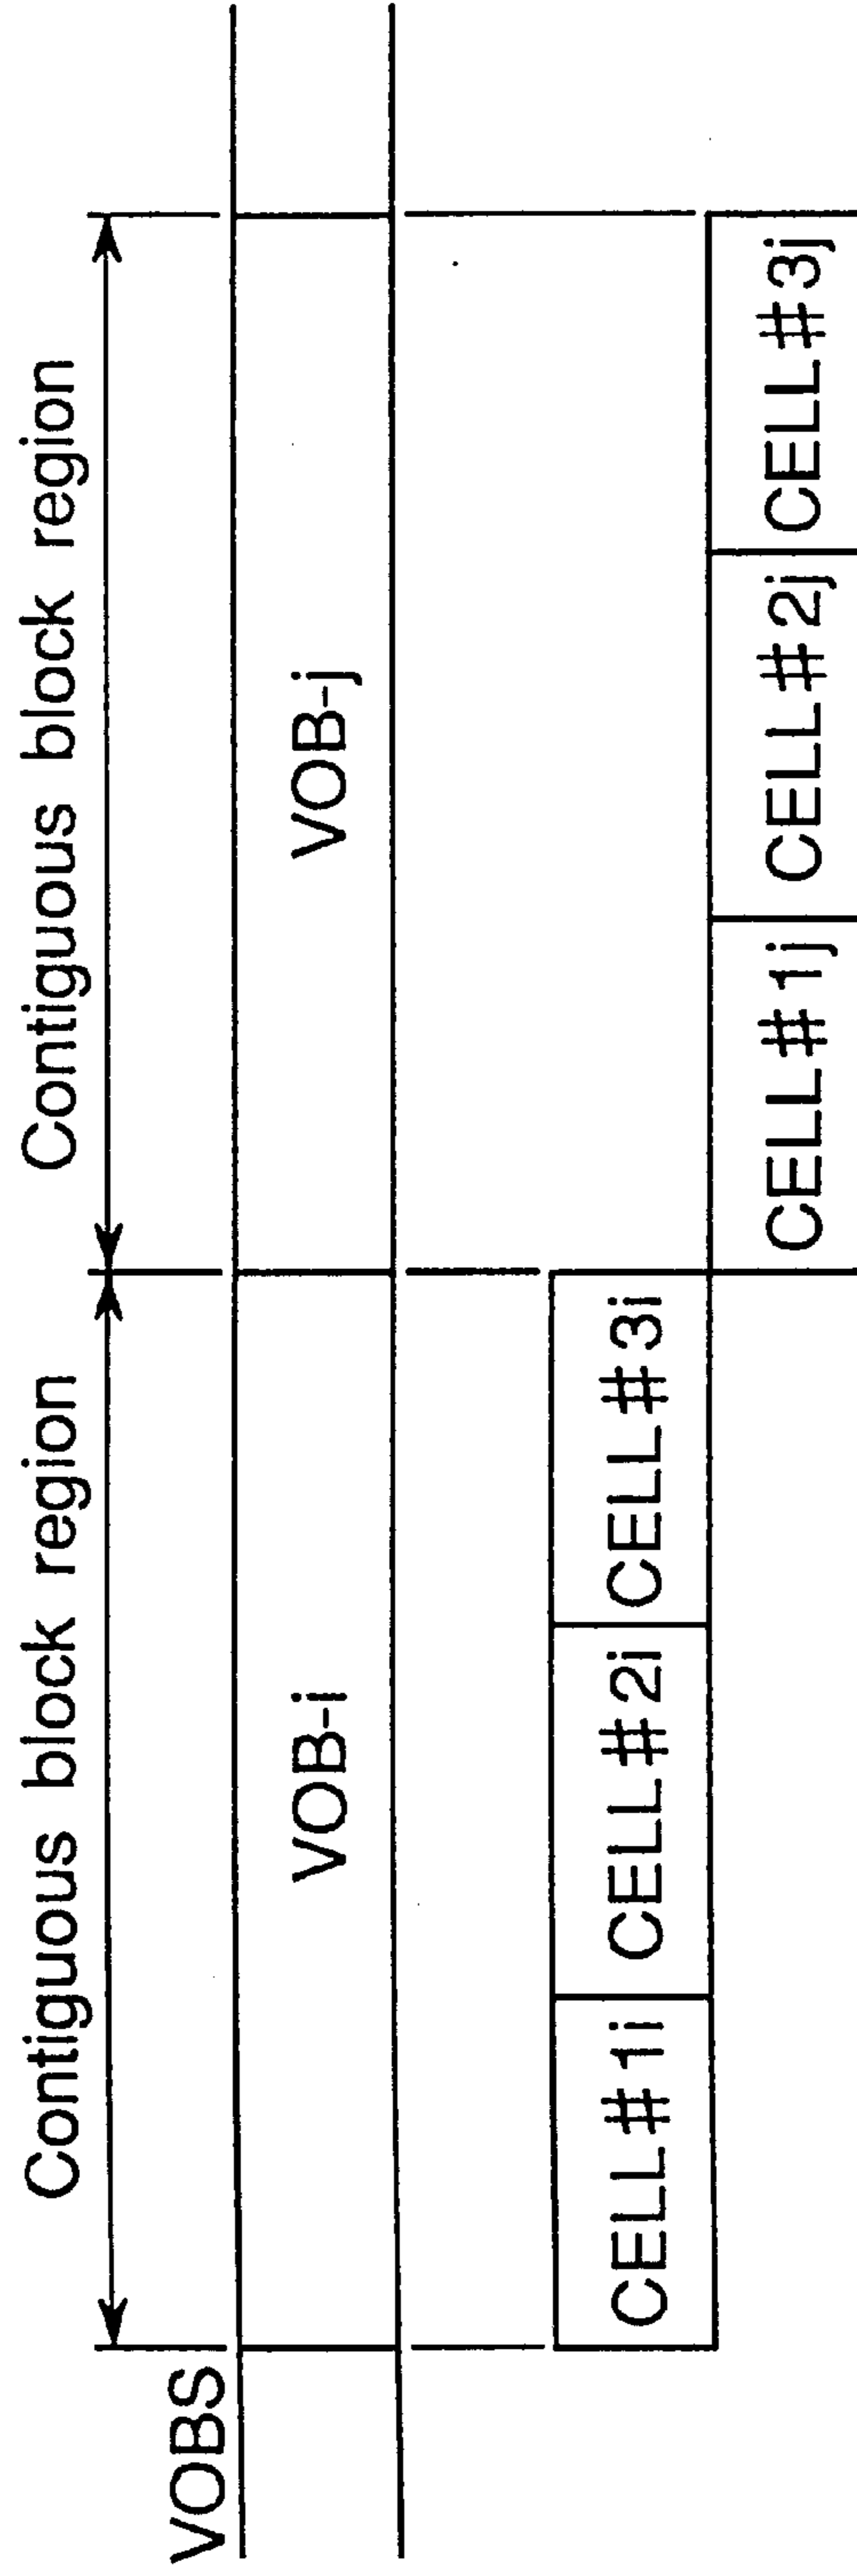 Contiguous block region Contiguous block region
VOBS
VOB-i VOB-j
CELL#1i CELL#2i CELL#3i
CELL#1j CELL#2j CELL#3j